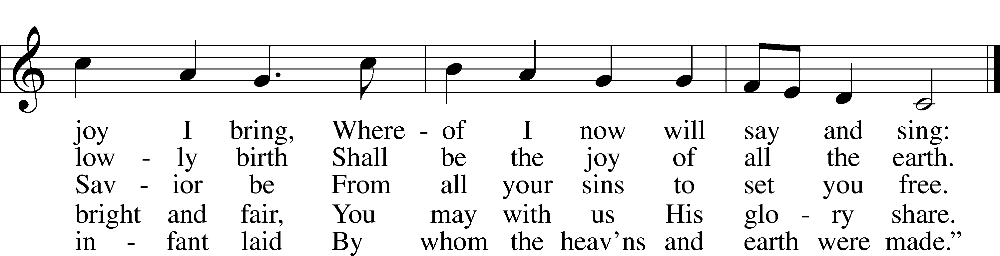 joy I bring, Where - of I now will say and sing:
low - ly birth Shall be the joy of all the earth.
Sav - ior be From all your sins to set you free.
bright and fair, You may with us His glo - ry share.
in - fant laid By whom the heav’ns and earth were made.”